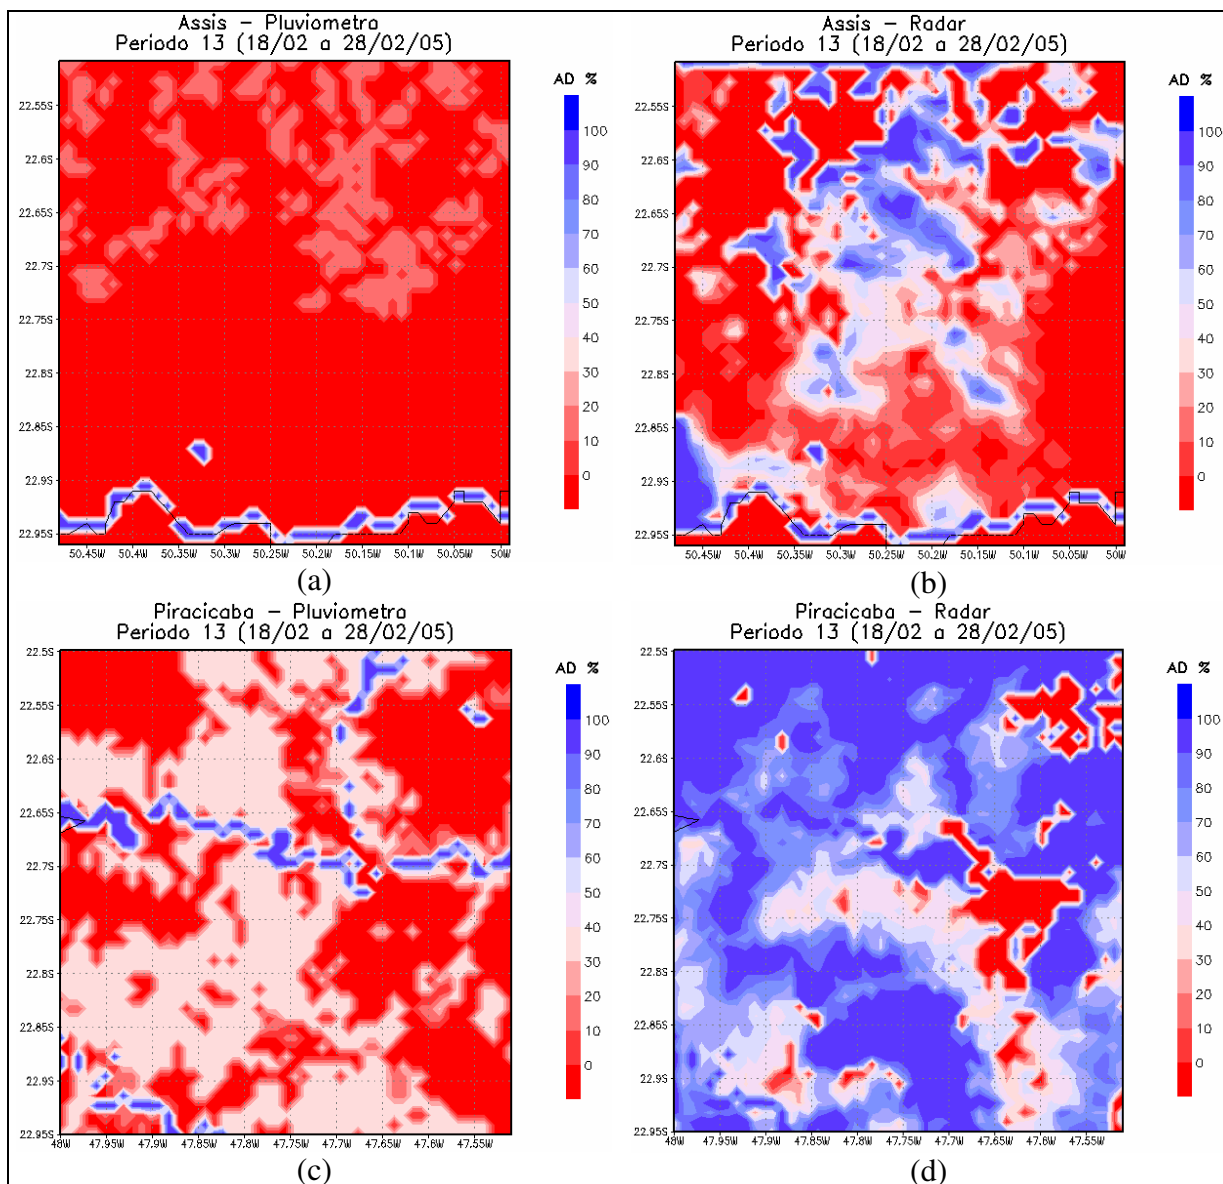 Assis – Pluviometro
Periodo 13 (18/02 a 28/02/05)
AD %
100
90
80
70
60
50
40
30
20
10
0
22.55S
22.6S
22.65S
22.7S
22.75S
22.8S
22.85S
22.9S
22.95S
50.45W
50.4W
50.35W
50.3W
50.25W
50.2W
50.15W
50.1W
50.05W
50W
(a)
Assis – Radar
Periodo 13 (18/02 a 28/02/05)
AD %
100
90
80
70
60
50
40
30
20
10
0
22.55S
22.6S
22.65S
22.7S
22.75S
22.8S
22.85S
22.9S
22.95S
50.45W
50.4W
50.35W
50.3W
50.25W
50.2W
50.15W
50.1W
50.05W
50W
(b)
Piracicaba – Pluviometro
Periodo 13 (18/02 a 28/02/05)
AD %
100
90
80
70
60
50
40
30
20
10
0
22.5S
22.55S
22.6S
22.65S
22.7S
22.75S
22.8S
22.85S
22.9S
22.95S
48W
47.95W
47.9W
47.85W
47.8W
47.75W
47.7W
47.65W
47.6W
47.55W
(c)
Piracicaba – Radar
Periodo 13 (18/02 a 28/02/05)
AD %
100
90
80
70
60
50
40
30
20
10
0
22.5S
22.55S
22.6S
22.65S
22.7S
22.75S
22.8S
22.85S
22.9S
22.95S
48W
47.95W
47.9W
47.85W
47.8W
47.75W
47.7W
47.65W
47.6W
47.55W
(d)